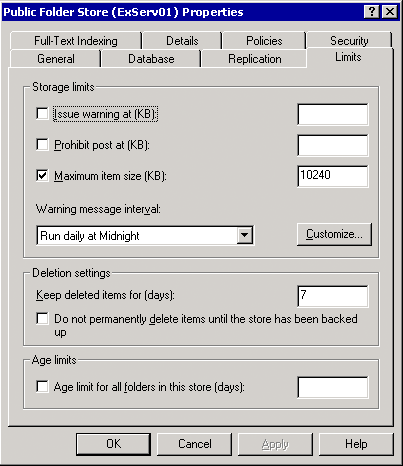 Public Folder Store (ExServ01) Properties
Full-Text Indexing Details Policies Security
General Database Replication Limits
Storage limits
Issue warning at (KB):
Prohibit post at (KB):
Maximum item size (KB): 10240
Warning message interval:
Run daily at Midnight Customize...
Deletion settings
Keep deleted items for (days): 7
Do not permanently delete items until the store has been backed
up
Age limits
Age limit for all folders in this store (days):
OK Cancel Apply Help